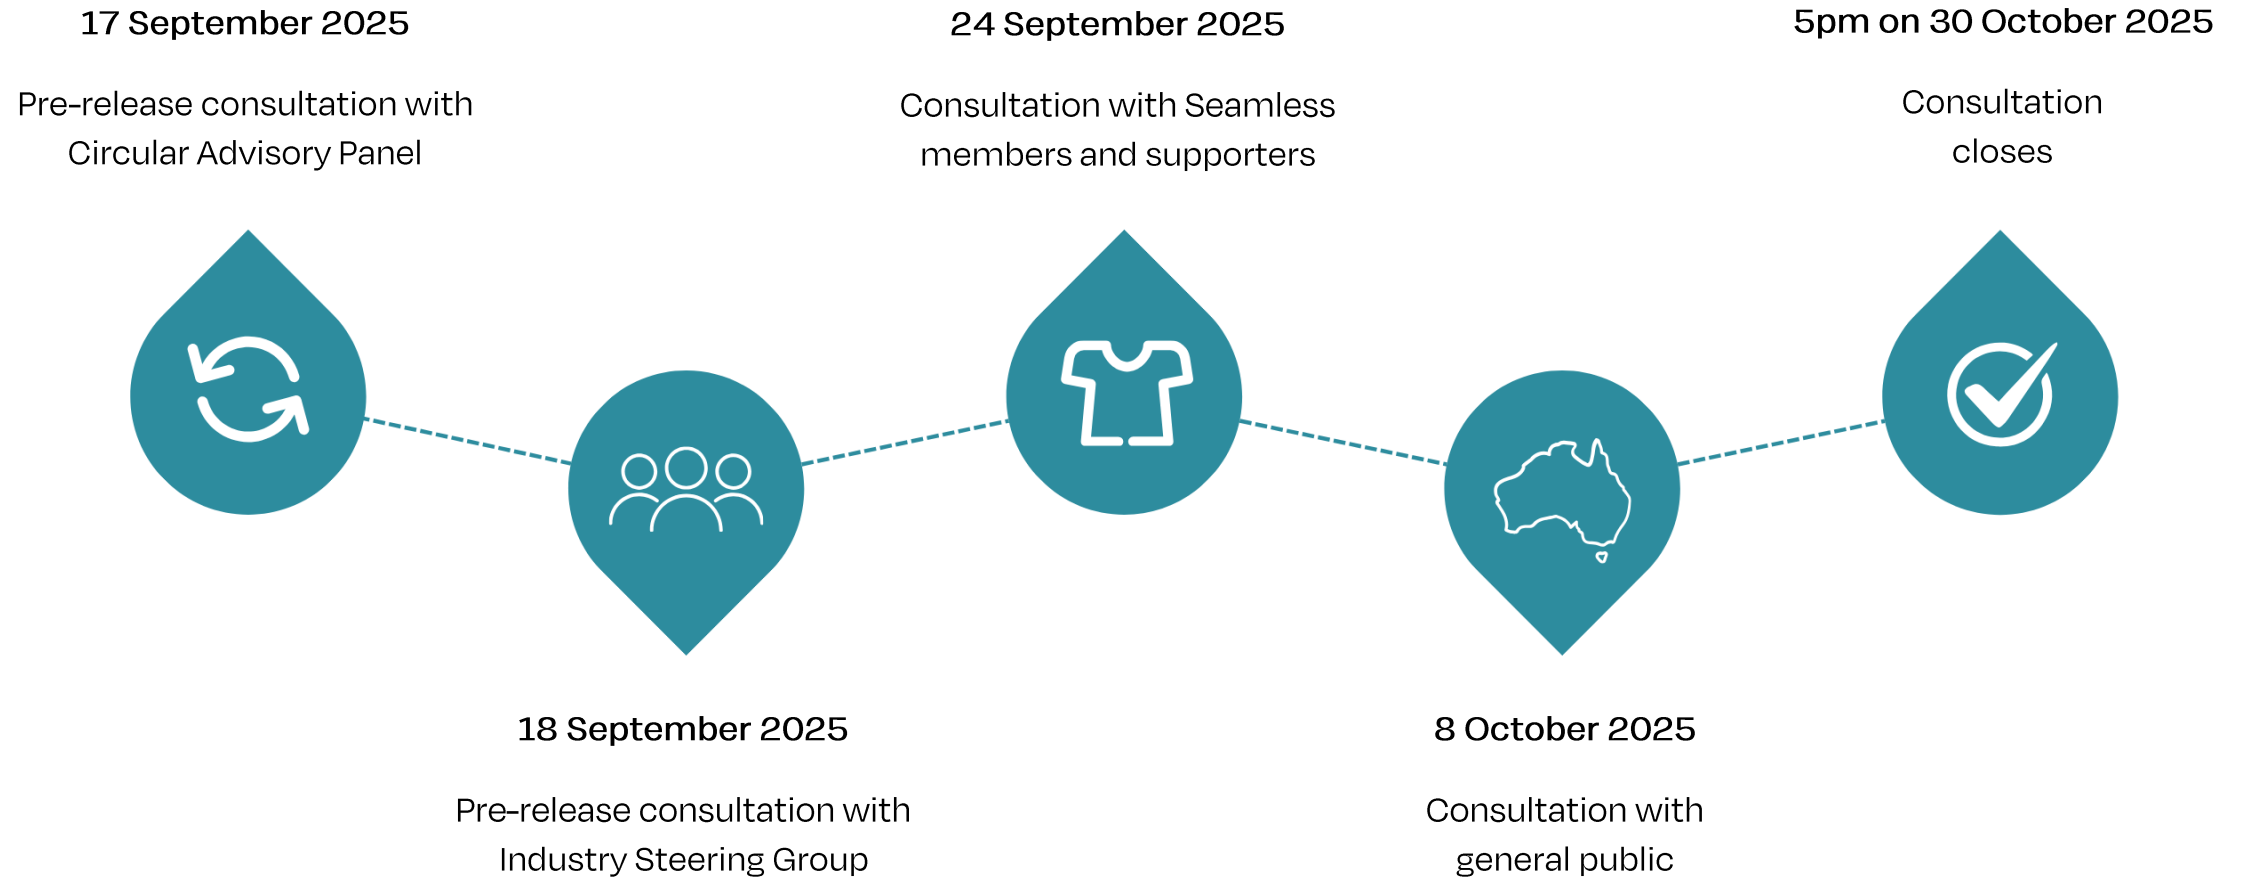 17 September 2025
Pre-release consultation with
Circular Advisory Panel
18 September 2025
Pre-release consultation with
Industry Steering Group
24 September 2025
Consultation with Seamless
members and supporters
8 October 2025
Consultation with
general public
5pm on 30 October 2025
Consultation
closes